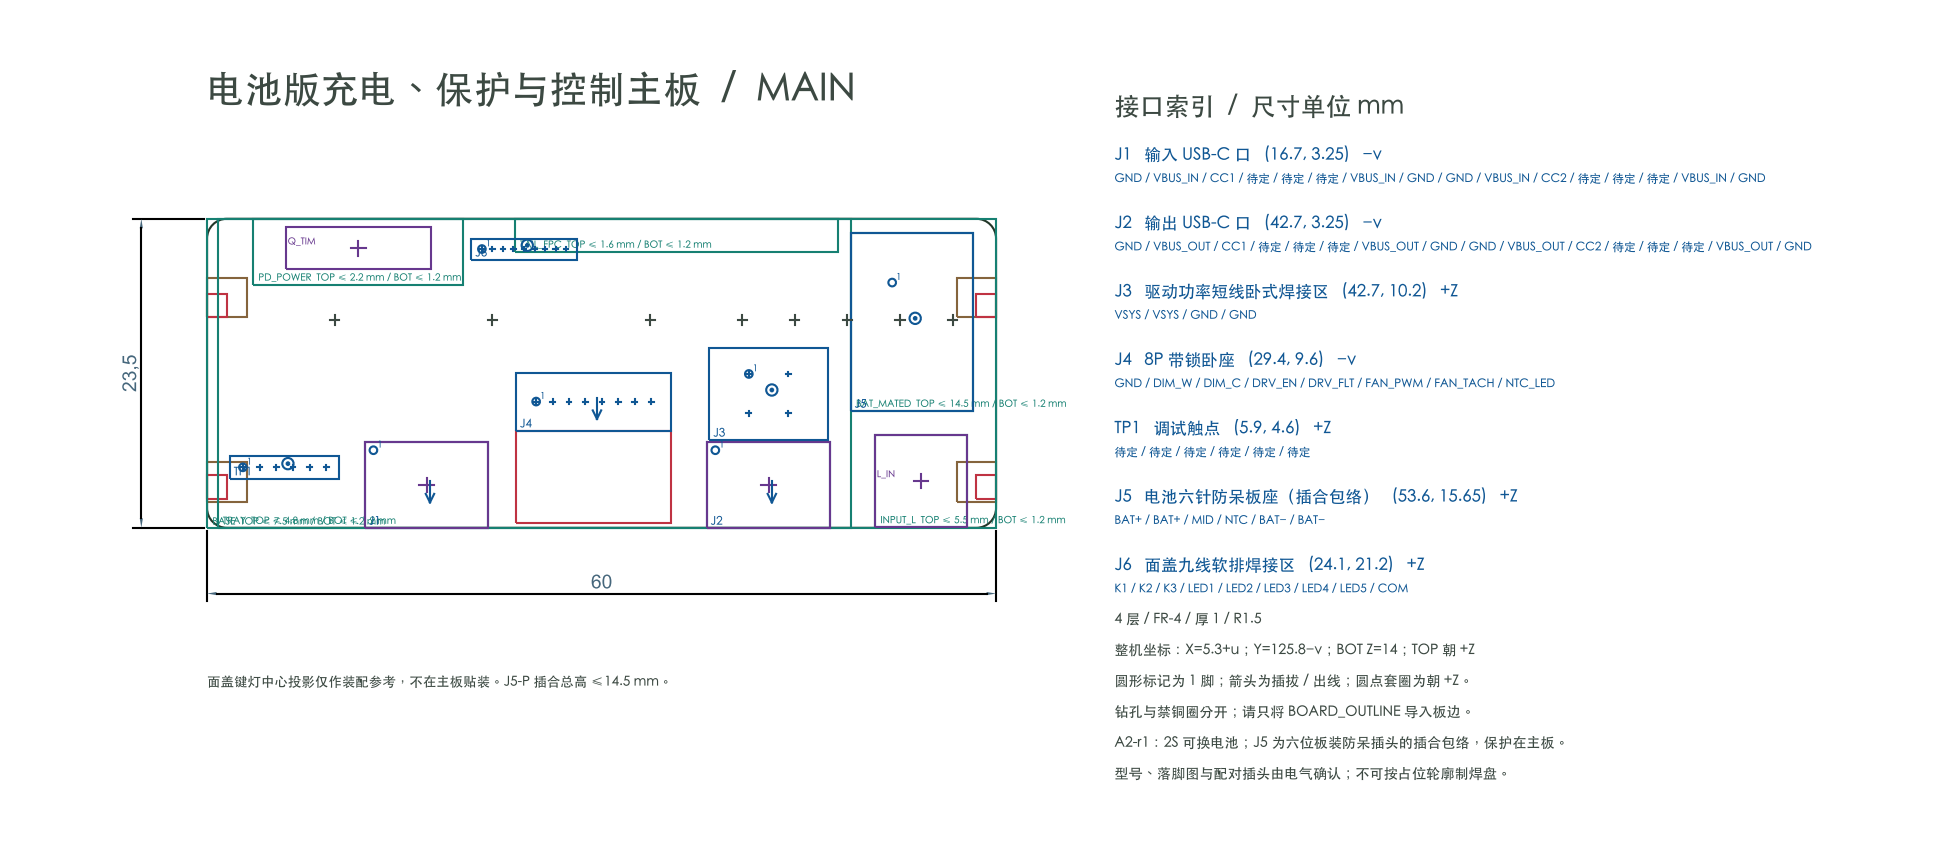 电池版充电、保护与控制主板 / MAIN
Q_TIM
PD_POWER TOP ≤ 2.2 mm / BOT ≤ 1.2 mm
1
FPC TOP ≤ 1.6 mm / BOT ≤ 1.2 mm
1
23,5
1
1
J4
J3
J5
BAT_MATED TOP ≤ 14.5 mm / BOT ≤ 1.2 mm
1
1
1
L_IN
J2
INPUT_L TOP ≤ 5.5 mm / BOT ≤ 1.2 mm
60
面盖键灯中心投影仅作装配参考，不在主板贴装。J5-P 插合总高 ≤14.5 mm。
接口索引 / 尺寸单位 mm
J1 输入 USB-C 口 (16.7, 3.25) −v
GND / VBUS_IN / CC1 / 待定 / 待定 / 待定 / VBUS_IN / GND / GND / VBUS_IN / CC2 / 待定 / 待定 / 待定 / VBUS_IN / GND
J2 输出 USB-C 口 (42.7, 3.25) −v
GND / VBUS_OUT / CC1 / 待定 / 待定 / 待定 / VBUS_OUT / GND / GND / VBUS_OUT / CC2 / 待定 / 待定 / 待定 / VBUS_OUT / GND
J3 驱动功率短线卧式焊接区 (42.7, 10.2) +Z
VSYS / VSYS / GND / GND
J4 8P 带锁卧座 (29.4, 9.6) −v
GND / DIM_W / DIM_C / DRV_EN / DRV_FLT / FAN_PWM / FAN_TACH / NTC_LED
TP1 调试触点 (5.9, 4.6) +Z
待定 / 待定 / 待定 / 待定 / 待定 / 待定
J5 电池六针防呆板座（插合包络） (53.6, 15.65) +Z
BAT+ / BAT+ / MID / NTC / BAT− / BAT−
J6 面盖九线软排焊接区 (24.1, 21.2) +Z
K1 / K2 / K3 / LED1 / LED2 / LED3 / LED4 / LED5 / COM
4 层 / FR-4 / 厚 1 / R1.5
整机坐标：X=5.3+u；Y=125.8−v；BOT Z=14；TOP 朝 +Z
圆形标记为 1 脚；箭头为插拔 / 出线；圆点套圈为朝 +Z。
钻孔与禁铜圈分开；请只将 BOARD_OUTLINE 导入板边。
A2-r1：2S 可换电池；J5 为六位板装防呆插头的插合包络，保护在主板。
型号、落脚图与配对插头由电气确认；不可按占位轮廓制焊盘。